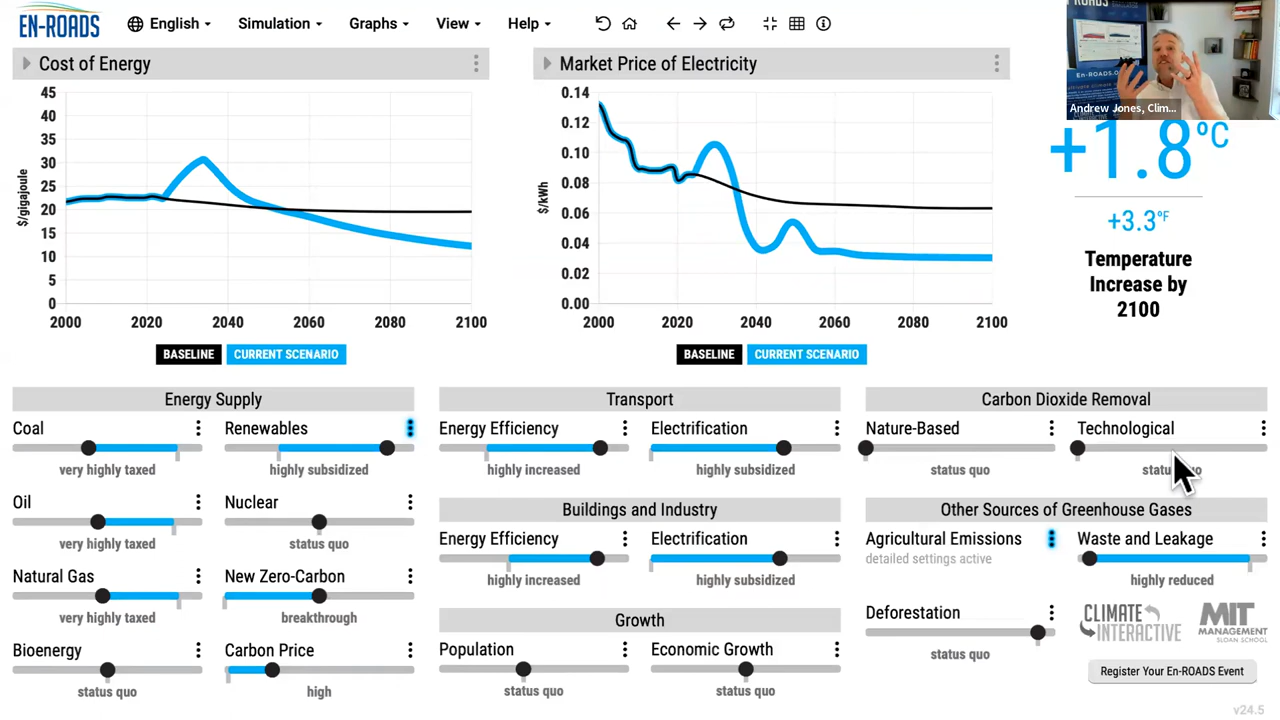 EN-ROADS
English
Simulation
Graphs
View
Help
Cost of Energy
Market Price of Electricity
45
40
35
30
25
20
15
10
5
0
$/gigajoule
2000
2020
2040
2060
2080
2100
BASELINE
CURRENT SCENARIO
0.14
0.12
0.10
0.08
0.06
0.04
0.02
0.00
$/kWh
2000
2020
2040
2060
2080
2100
BASELINE
CURRENT SCENARIO
En-ROADS.O
Andrew Jones, Clim...
+1.8°C
+3.3°F
Temperature
Increase by
2100
Energy Supply
Coal
very highly taxed
Renewables
highly subsidized
Oil
very highly taxed
Nuclear
status quo
Natural Gas
very highly taxed
New Zero-Carbon
breakthrough
Bioenergy
status quo
Carbon Price
high
Transport
Energy Efficiency
highly increased
Electrification
highly subsidized
Buildings and Industry
Energy Efficiency
highly increased
Electrification
highly subsidized
Growth
Population
status quo
Economic Growth
status quo
Carbon Dioxide Removal
Nature-Based
status quo
Technological
status quo
Other Sources of Greenhouse Gases
Agricultural Emissions
detailed settings active
Waste and Leakage
highly reduced
Deforestation
status quo
CLIMATE
INTERACTIVE
MIT
MANAGEMENT
SLOAN SCHOOL
Register Your En-ROADS Event
v24.5